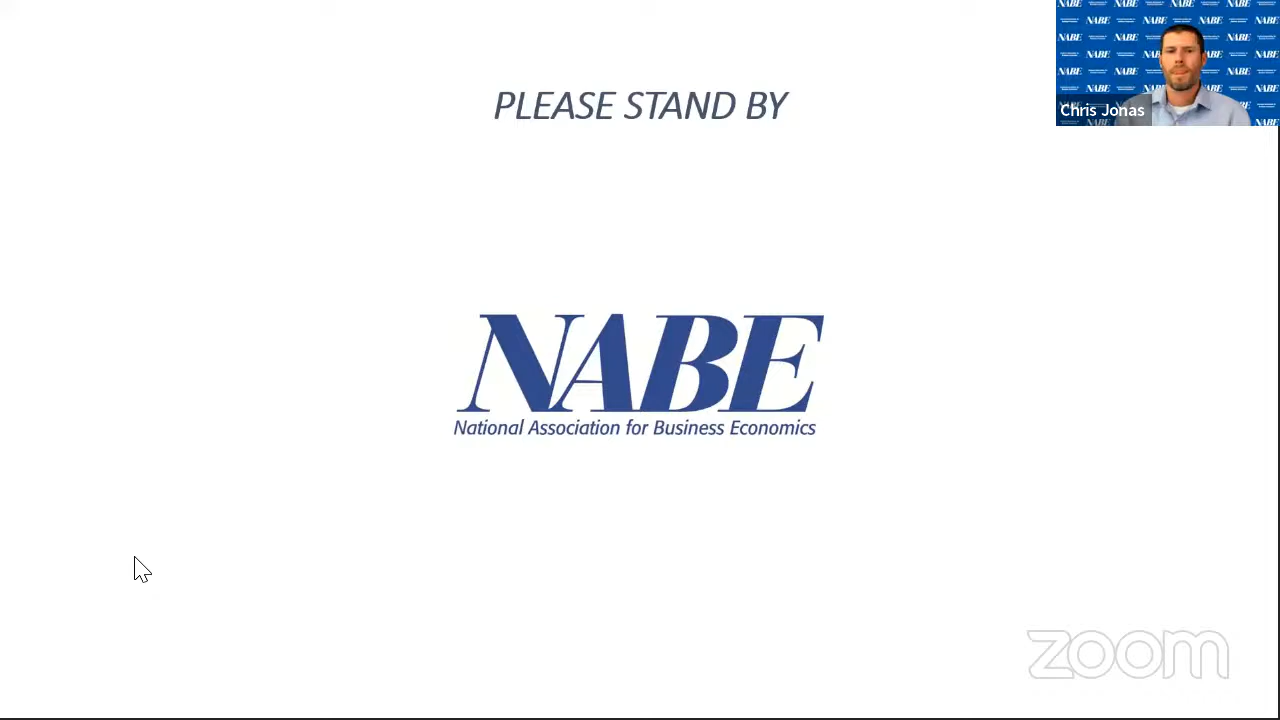 PLEASE STAND BY
Chris Jonas
NABE
National Association for Business Economics
zoom